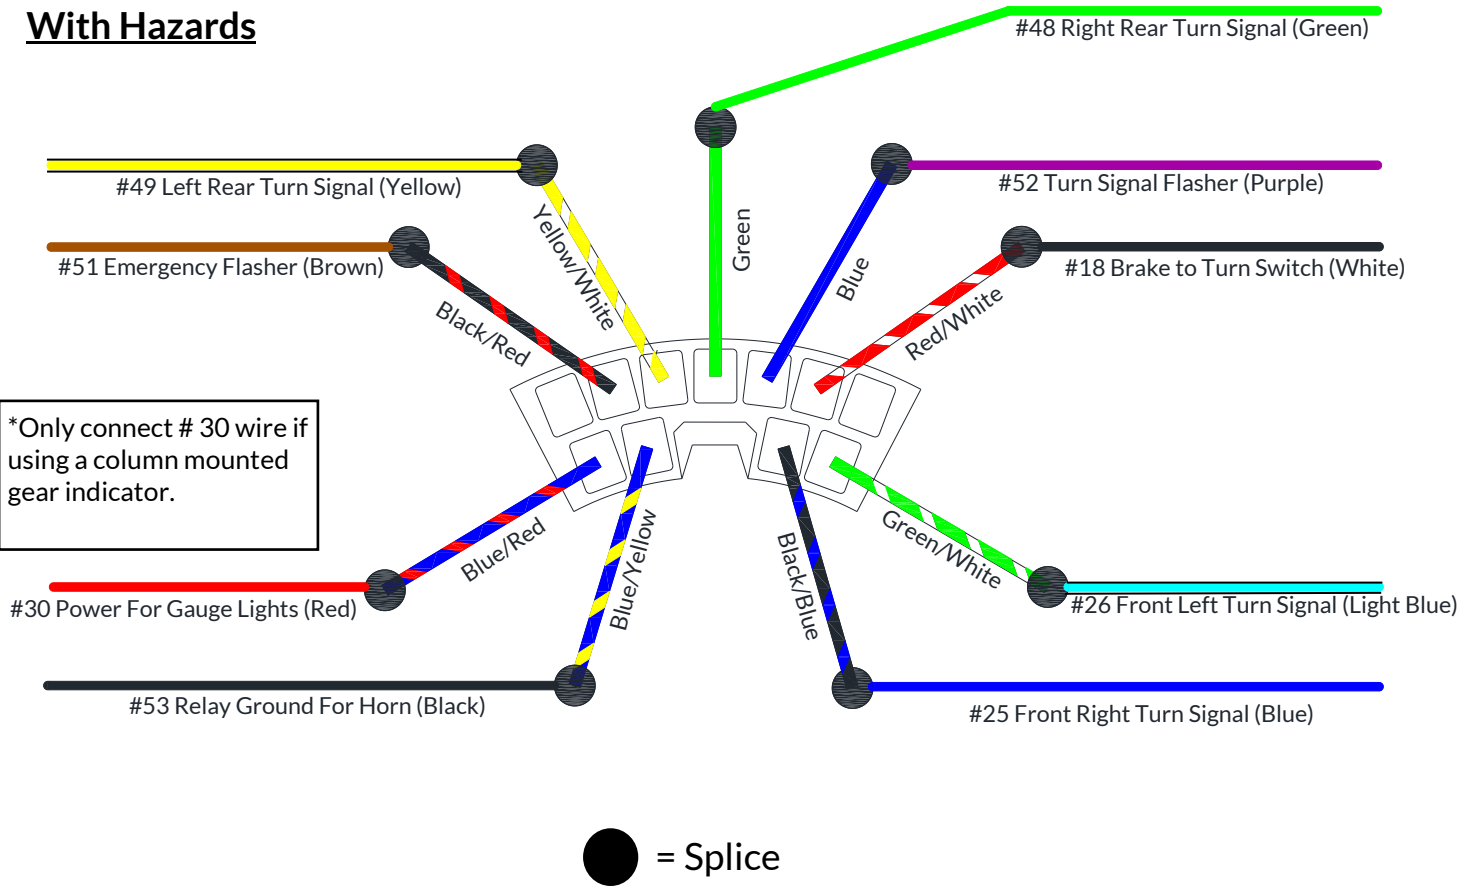 With Hazards
#48 Right Rear Turn Signal (Green)
#49 Left Rear Turn Signal (Yellow)
#52 Turn Signal Flasher (Purple)
#51 Emergency Flasher (Brown)
#18 Brake to Turn Switch (White)
Yellow/White
Green
Blue
Black/Red
Red/White
*Only connect # 30 wire if
using a column mounted
gear indicator.
Blue/Red
Blue/Yellow
Black/Blue
Green/White
#30 Power For Gauge Lights (Red)
#26 Front Left Turn Signal (Light Blue)
#53 Relay Ground For Horn (Black)
#25 Front Right Turn Signal (Blue)
= Splice